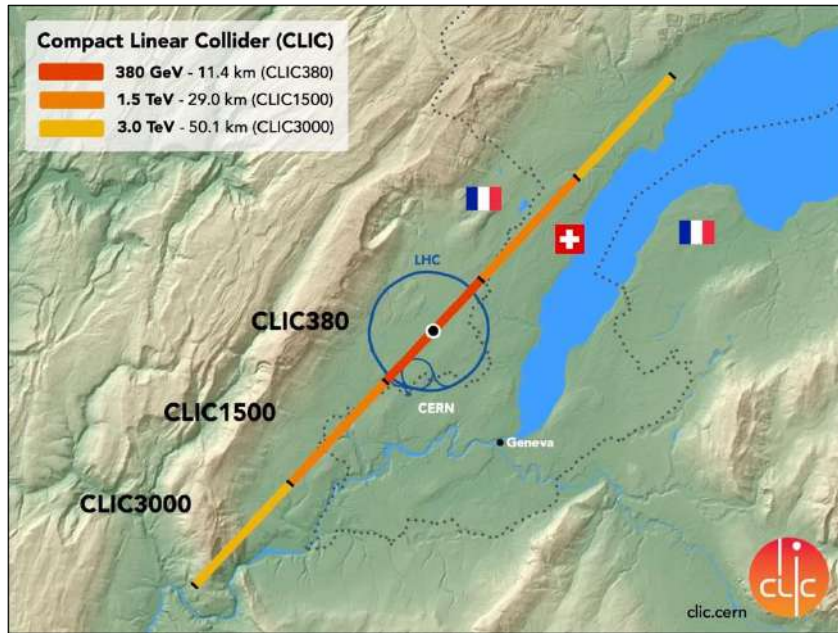 Compact Linear Collider (CLIC)
380 GeV - 11.4 km (CLIC380)
1.5 TeV - 29.0 km (CLIC1500)
3.0 TeV - 50.1 km (CLIC3000)
LHC
CLIC380
CLIC1500
CERN
Geneva
CLIC3000
clic
clic.cern